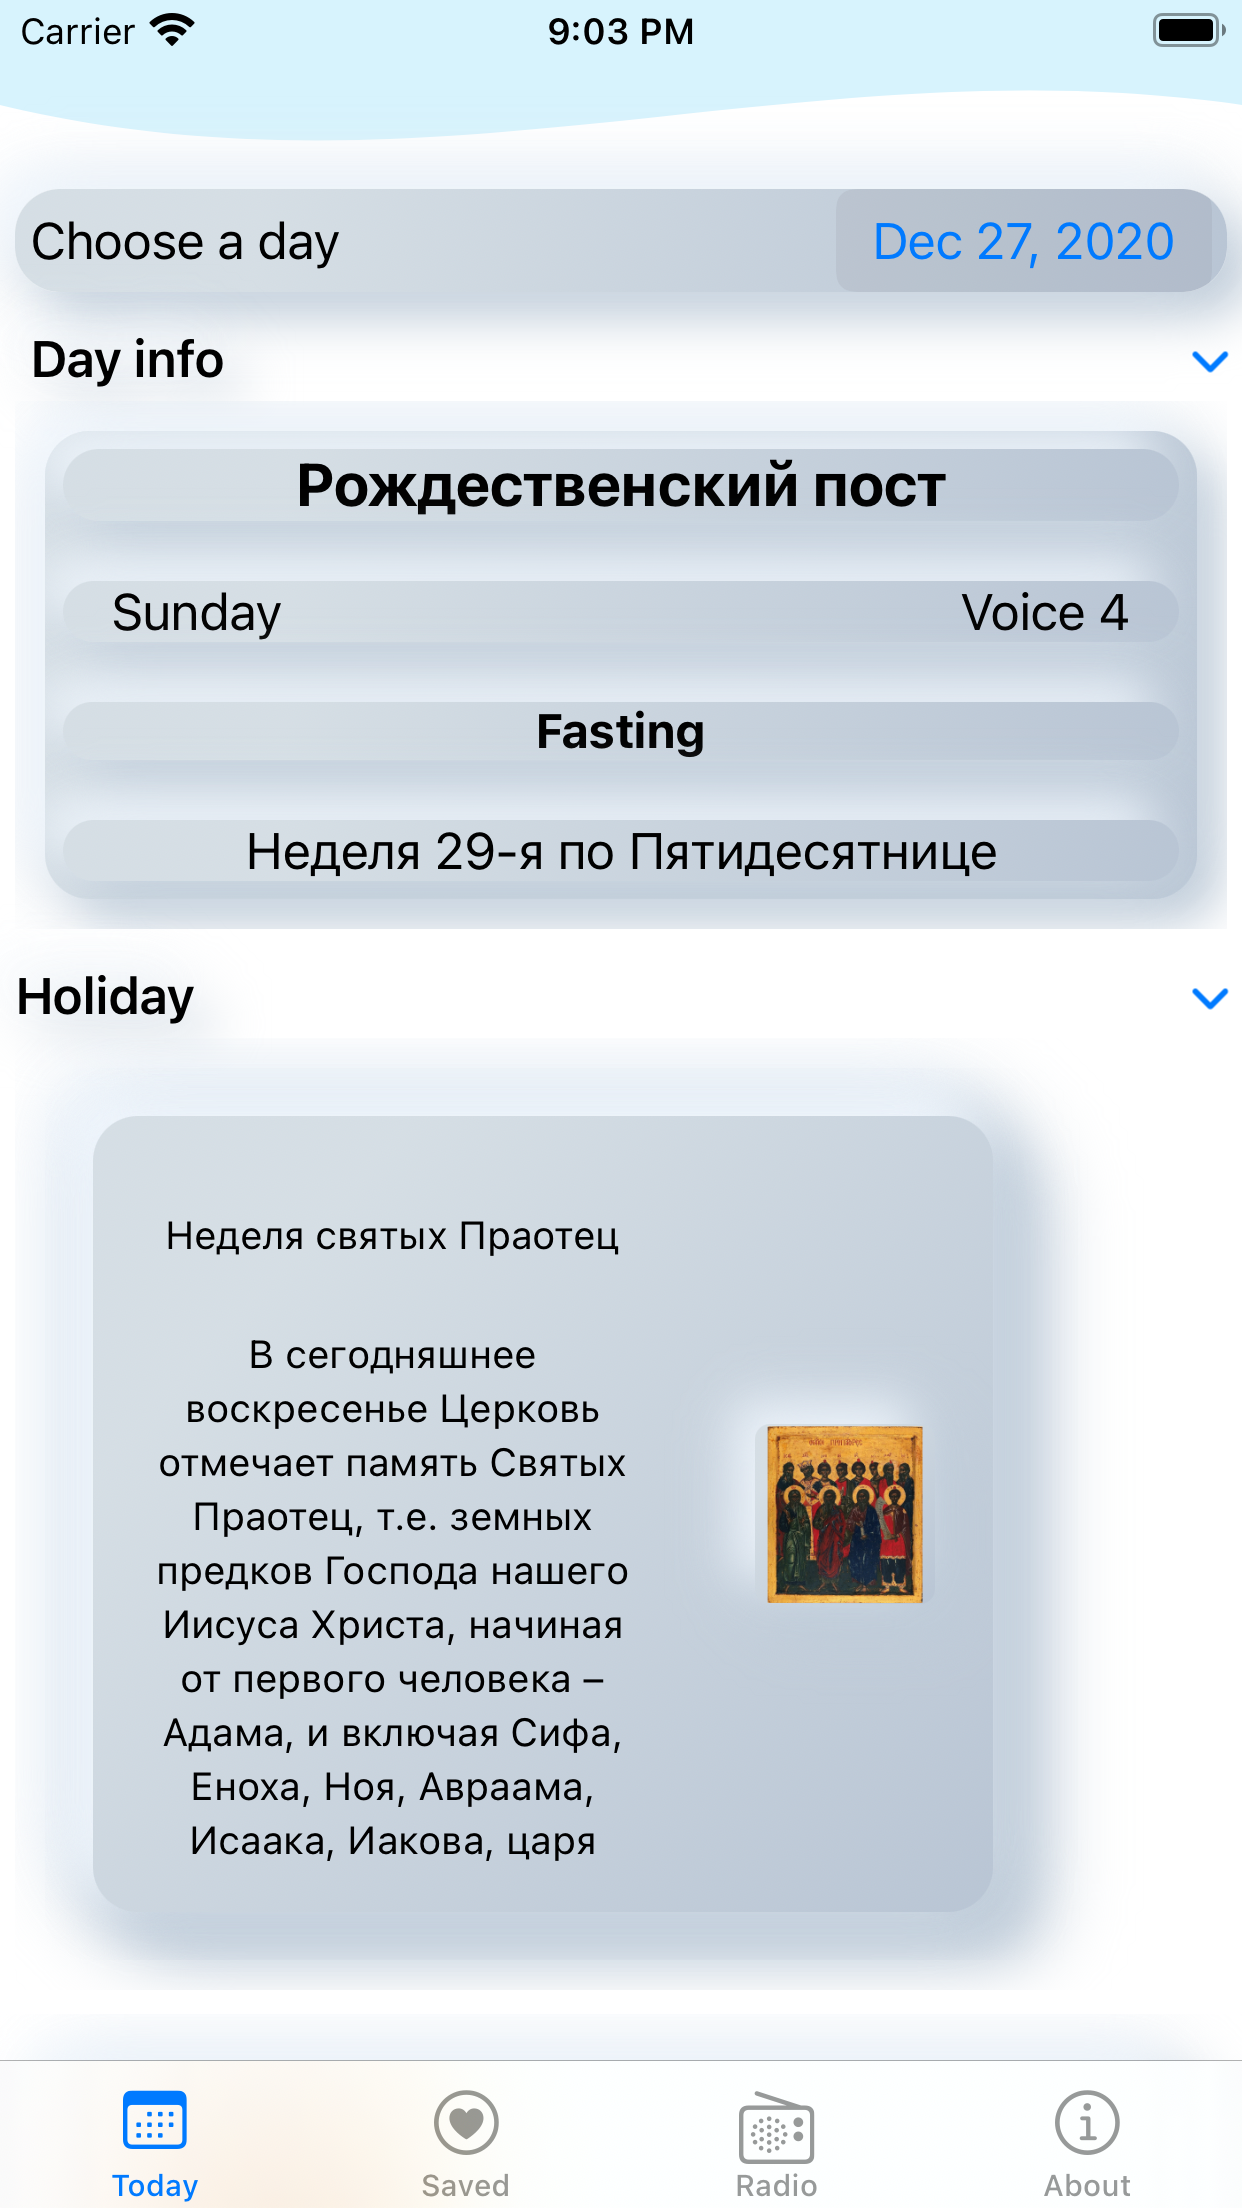 Carrier 9:03 PM
Choose a day Dec 27, 2020
Day info
Рождественский пост
Sunday Voice 4
Fasting
Неделя 29-я по Пятидесятнице
Holiday
Неделя святых Праотец
В сегодняшнее
воскресенье Церковь
отмечает память Святых
Праотец, т.е. земных
предков Господа нашего
Иисуса Христа, начиная
от первого человека –
Адама, и включая Сифа,
Еноха, Ноя, Авраама,
Исаака, Иакова, царя
Today Saved Radio About